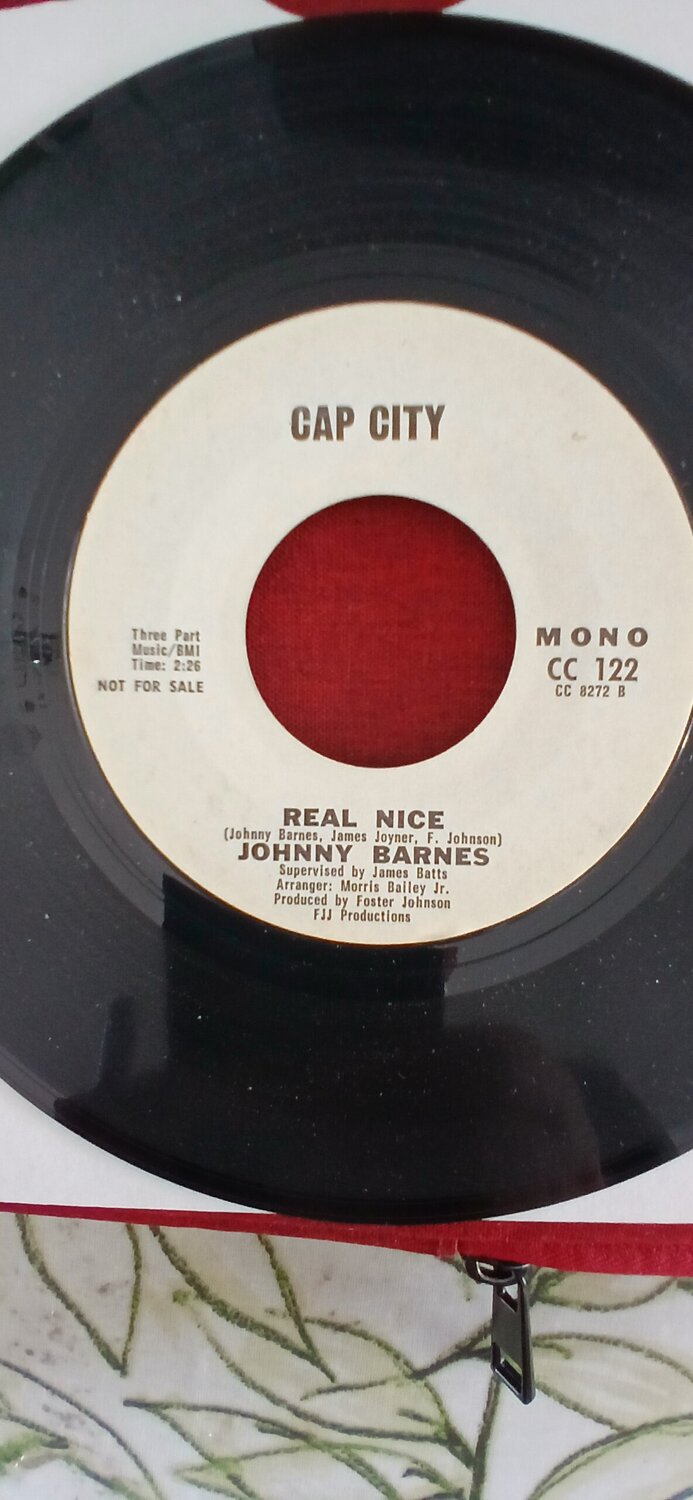 CAP CITY
Three Part
Music/BMI
Time: 2:26
NOT FOR SALE
MONO
CC 122
CC 8272 B
REAL NICE
(Johnny Barnes, James Joyner, F. Johnson)
JOHNNY BARNES
Supervised by James Batts
Arranger: Morris Bailey Jr.
Produced by Foster Johnson
FJJ Productions